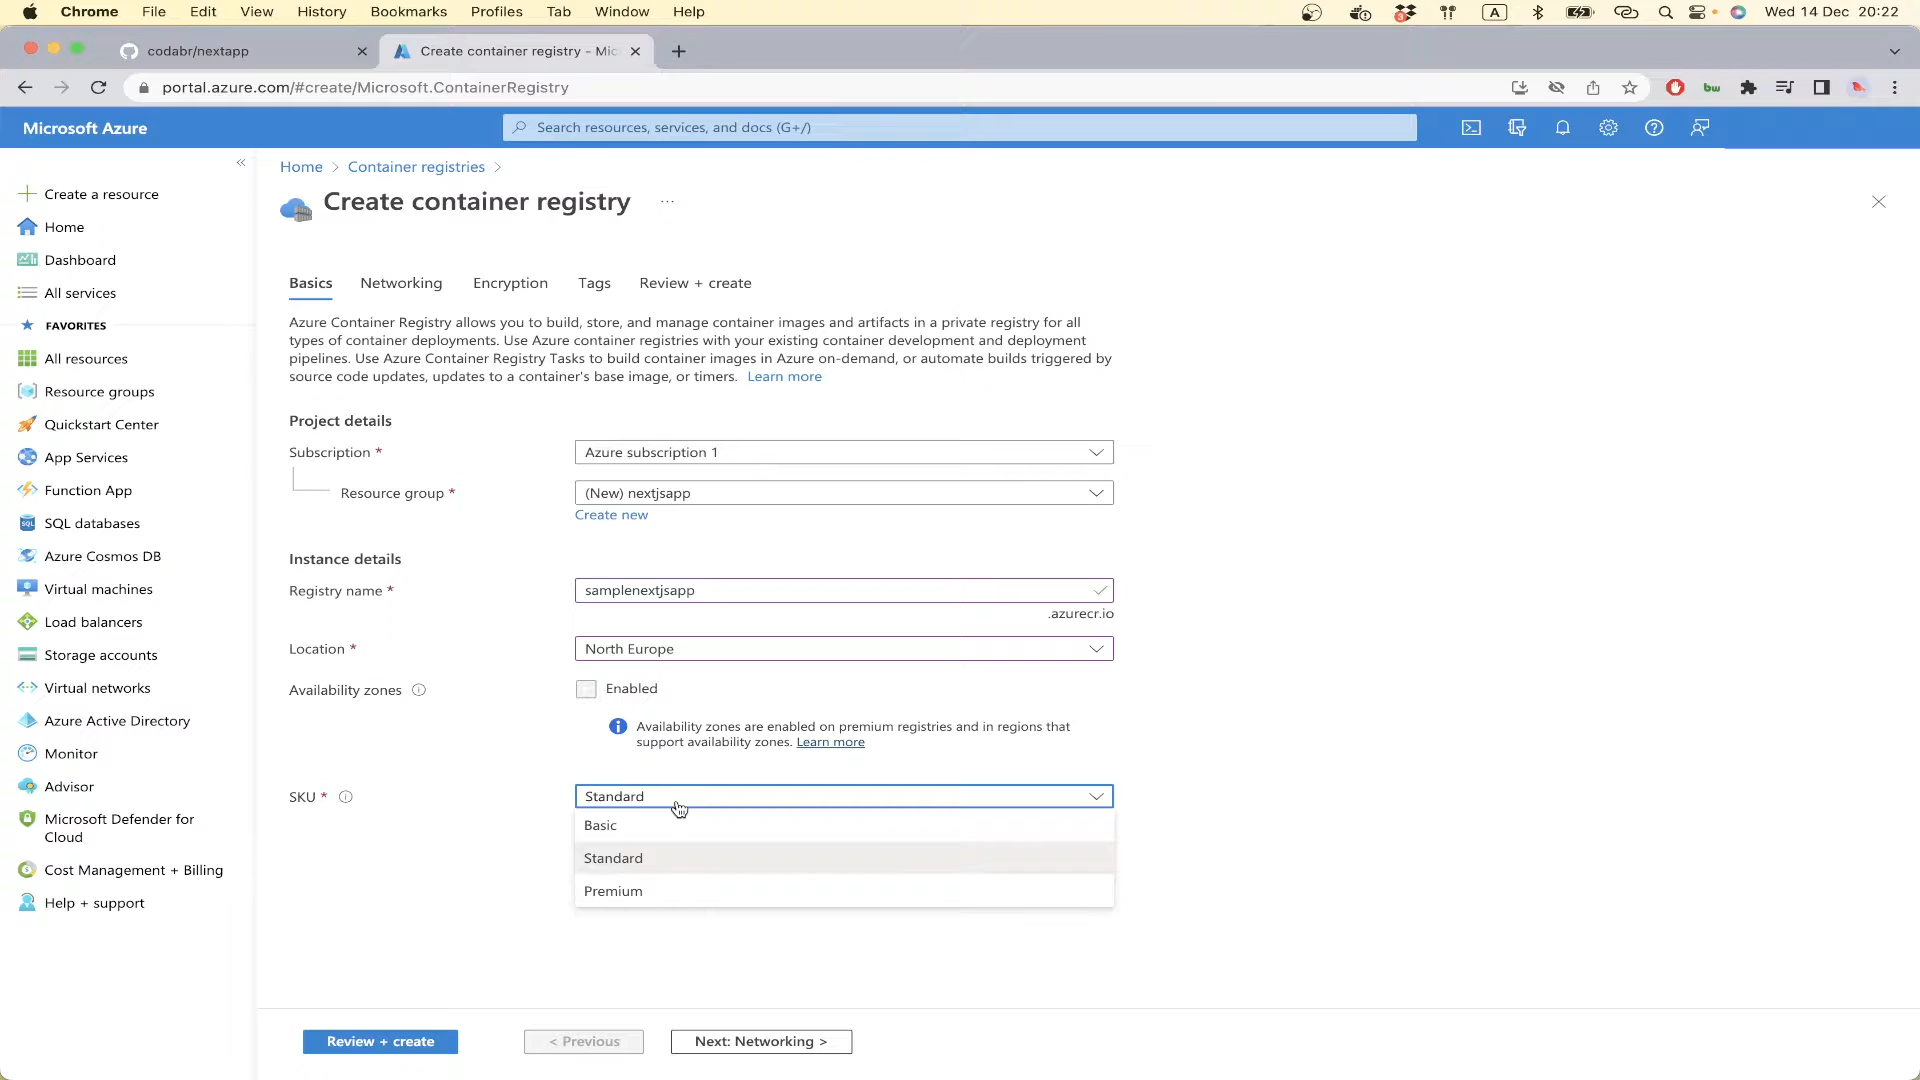 Chrome File Edit View History Bookmarks Profiles Tab Window Help
3 A Wed 14 Dec 20:22
codabr/nextapp
Create container registry - Mic
portal.azure.com/#create/Microsoft.ContainerRegistry
bw
Microsoft Azure
Search resources, services, and docs (G+/)
Create a resource
Home
Dashboard
All services
FAVORITES
All resources
Resource groups
Quickstart Center
App Services
Function App
SQL databases
Azure Cosmos DB
Virtual machines
Load balancers
Storage accounts
Virtual networks
Azure Active Directory
Monitor
Advisor
Microsoft Defender for
Cloud
Cost Management + Billing
Help + support
Home > Container registries >
Create container registry ...
Basics Networking Encryption Tags Review + create
Azure Container Registry allows you to build, store, and manage container images and artifacts in a private registry for all
types of container deployments. Use Azure container registries with your existing container development and deployment
pipelines. Use Azure Container Registry Tasks to build container images in Azure on-demand, or automate builds triggered by
source code updates, updates to a container's base image, or timers. Learn more
Project details
Subscription *
Azure subscription 1
Resource group *
(New) nextjsapp
Create new
Instance details
Registry name *
samplenextjsapp
.azurecr.io
Location *
North Europe
Availability zones
Enabled
Availability zones are enabled on premium registries and in regions that
support availability zones. Learn more
SKU *
Standard
Basic
Standard
Premium
Review + create
< Previous
Next: Networking >